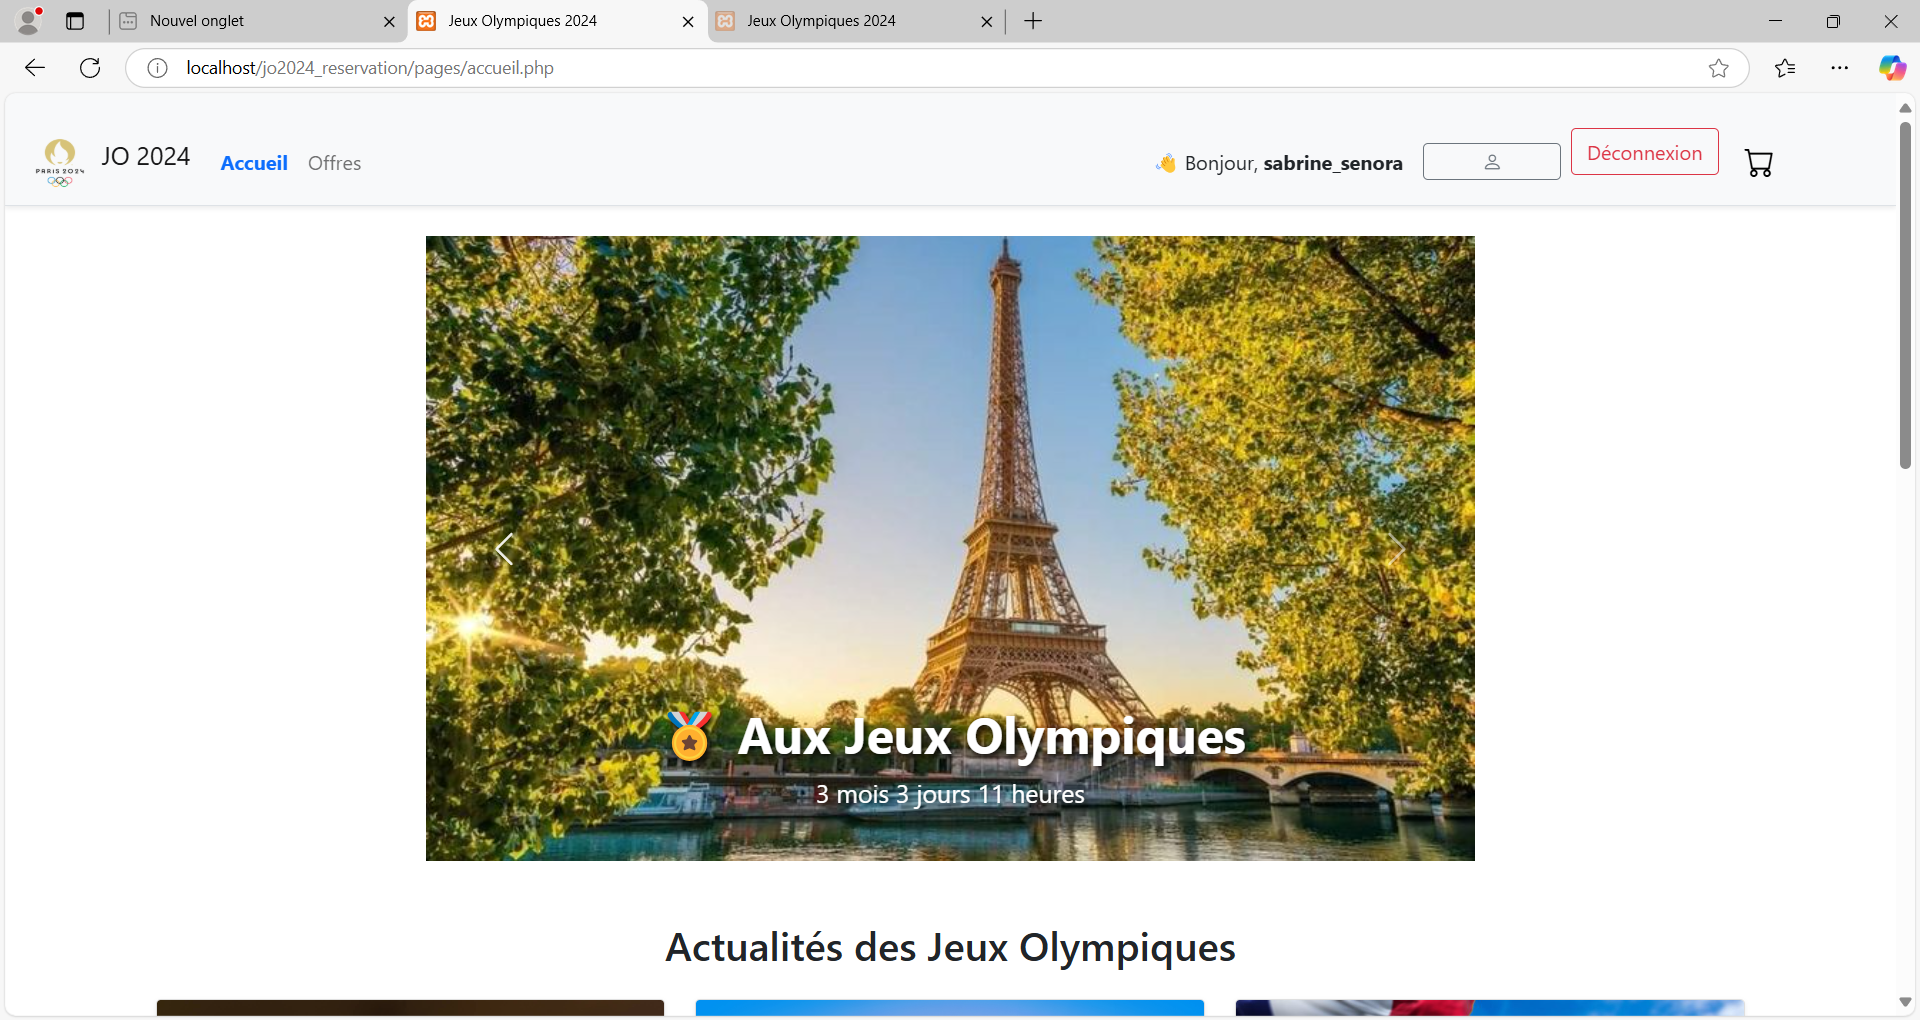 Nouvel onglet
Jeux Olympiques 2024
Jeux Olympiques 2024
localhost/jo2024_reservation/pages/accueil.php
PARIS 2024
JO 2024
Accueil
Offres
👋 Bonjour, sabrine_senora
Déconnexion
🏅 Aux Jeux Olympiques
3 mois 3 jours 11 heures
Actualités des Jeux Olympiques